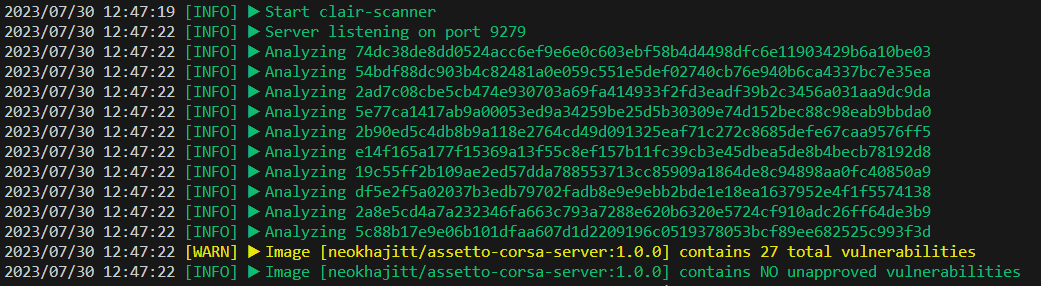 2023/07/30 12:47:19 [INFO] ▶ Start clair-scanner
2023/07/30 12:47:22 [INFO] ▶ Server listening on port 9279
2023/07/30 12:47:22 [INFO] ▶ Analyzing 74dc38de8dd0524acc6ef9e6e0c603ebf58b4d4498dfc6e11903429b6a10be03
2023/07/30 12:47:22 [INFO] ▶ Analyzing 54bdf88dc903b4c82481a0e059c551e5def02740cb76e940b6ca4337bc7e35ea
2023/07/30 12:47:22 [INFO] ▶ Analyzing 2ad7c08cbe5cb474e930703a69fa414933f2fd3eadf39b2c3456a031aa9dc9da
2023/07/30 12:47:22 [INFO] ▶ Analyzing 5e77ca1417ab9a00053ed9a34259be25d5b30309e74d152bec88c98eab9bbda0
2023/07/30 12:47:22 [INFO] ▶ Analyzing 2b90ed5c4db8b9a118e2764cd49d091325eaf71c272c8685defe67caa9576ff5
2023/07/30 12:47:22 [INFO] ▶ Analyzing e14f165a177f15369a13f55c8ef157b11fc39cb3e45dbea5de8b4becb78192d8
2023/07/30 12:47:22 [INFO] ▶ Analyzing 19c55ff2b109ae2ed57dda788553713cc85909a1864de8c94898aa0fc40850a9
2023/07/30 12:47:22 [INFO] ▶ Analyzing df5e2f5a02037b3edb79702fadb8e9e9ebb2bde1e18ea1637952e4f1f5574138
2023/07/30 12:47:22 [INFO] ▶ Analyzing 2a8e5cd4a7a232346fa663c793a7288e620b6320e5724cf910adc26ff64de3b9
2023/07/30 12:47:22 [INFO] ▶ Analyzing 5c88b17e9e06b101dfaa607d1d2209196c0519378053bcf89ee682525c993f3d
2023/07/30 12:47:22 [WARN] ▶ Image [neokhajitt/assetto-corsa-server:1.0.0] contains 27 total vulnerabilities
2023/07/30 12:47:22 [INFO] ▶ Image [neokhajitt/assetto-corsa-server:1.0.0] contains NO unapproved vulnerabilities